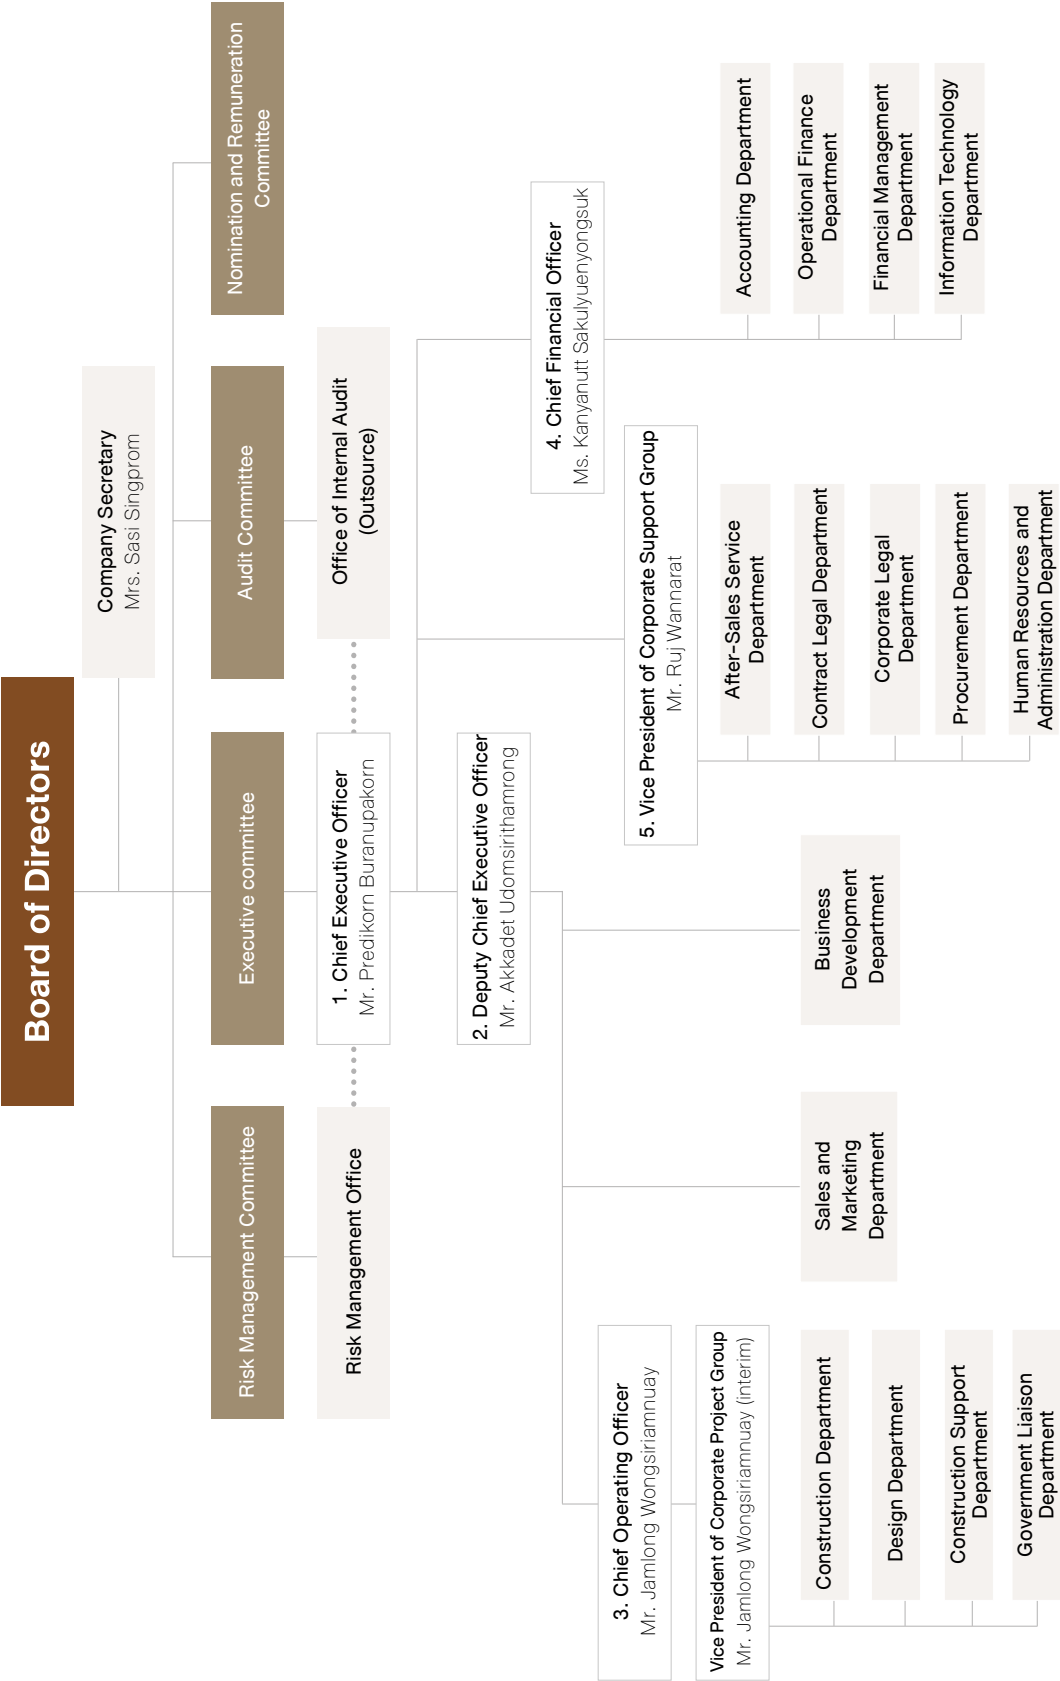 Board of Directors
Company Secretary
Mrs. Sasi Singprom
Risk Management Committee
Executive committee
Audit Committee
Nomination and Remuneration
Committee
Risk Management Office
1. Chief Executive Officer
Mr. Predikorn Buranupakorn
Office of Internal Audit
(Outsource)
2. Deputy Chief Executive Officer
Mr. Akkadet Udomsirithamrong
4. Chief Financial Officer
Ms. Kanyanutt Sakulyuenyongsuk
3. Chief Operating Officer
Mr. Jamlong Wongsiriamnuay
5. Vice President of Corporate Support Group
Mr. Ruj Wannarat
Vice President of Corporate Project Group
Mr. Jamlong Wongsiriamnuay (interim)
Construction Department
Design Department
Construction Support
Department
Government Liaison
Department
Sales and
Marketing
Department
Business
Development
Department
After-Sales Service
Department
Contract Legal Department
Corporate Legal
Department
Procurement Department
Human Resources and
Administration Department
Accounting Department
Operational Finance
Department
Financial Management
Department
Information Technology
Department